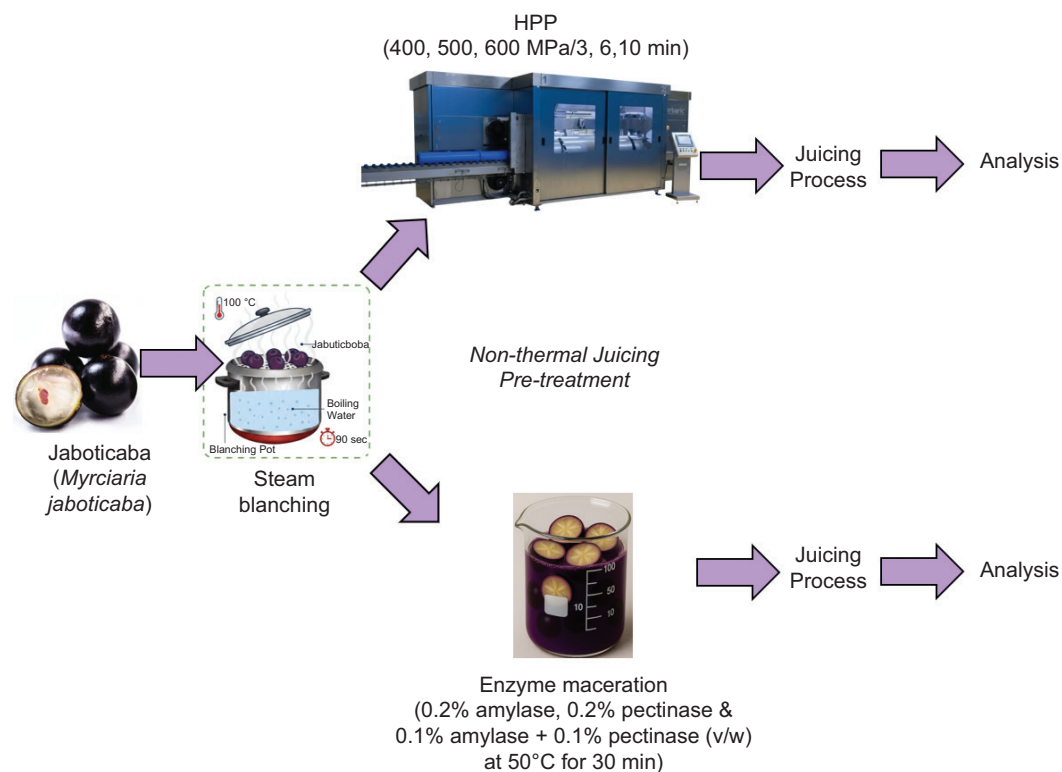 HPP
(400, 500, 600 MPa/3, 6,10 min)
Juicing
Process
Analysis
100 °C
Jabuticboba
Boiling
Water
90 sec
Blanching Pot
Jaboticaba
(Myrciaria
jaboticaba)
Steam
blanching
Non-thermal Juicing
Pre-treatment
100
50
10
10
Juicing
Process
Analysis
Enzyme maceration
(0.2% amylase, 0.2% pectinase &
0.1% amylase + 0.1% pectinase (v/w)
at 50°C for 30 min)